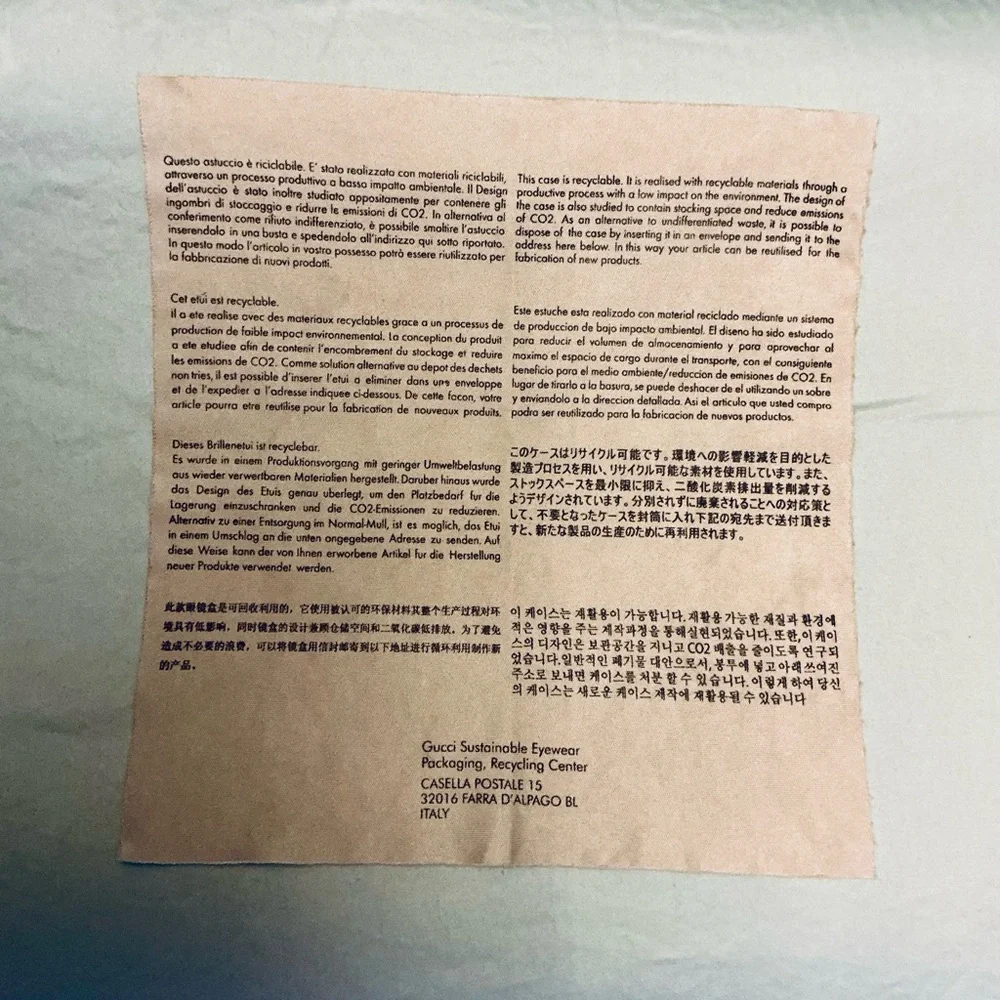 Questo astuccio è riciclabile. E' stato realizzato con materiali riciclabili,
attraverso un processo produttivo a basso impatto ambientale. Il Design
dell'astuccio è stato inoltre studiato appositamente per contenere gli
ingombri di stoccaggio e ridurre le emissioni di CO2. In alternativa al
conferimento come rifiuto indifferenziato, è possibile smaltire l'astuccio
inserendolo in una busta e spedendolo all'indirizzo qui sotto riportato.
In questo modo l'articolo in vostro possesso potrà essere riutilizzato per
la fabbricazione di nuovi prodotti.
This case is recyclable. It is realised with recyclable materials through a
productive process with a low impact on the environment. The design of
the case is also studied to contain stocking space and reduce emissions
of CO2. As an alternative to undifferentiated waste, it is possible to
dispose of the case by inserting it in an envelope and sending it to the
address here below. In this way your article can be reutilised for the
fabrication of new products.
Cet etui est recyclable.
Il a ete realise avec des materiaux recyclables grace a un processus de
production de faible impact environnemental. La conception du produit
a ete etudiee afin de contenir l'encombrement du stockage et reduire
les emissions de CO2. Comme solution alternative au depot des dechets
non tries, il est possible d'inserer l'etui a eliminer dans une enveloppe
et de l'expedier a l'adresse indiquee ci-dessous. De cette facon, votre
article pourra etre reutilise pour la fabrication de nouveaux produits.
Este estuche esta realizado con material reciclado mediante un sistema
de produccion de bajo impacto ambiental. El diseno ha sido estudiado
para reducir el volumen de almacenamiento y para aprovechar al
maximo el espacio de cargo durante el transporte, con el consiguiente
beneficio para el medio ambiente/reduccion de emisiones de CO2. En
lugar de tirarlo a la basura, se puede deshacer de el utilizando un sobre
y enviandolo a la direccion detallada. Asi el articulo que usted compro
podra ser reutilizado para la fabricacion de nuevos productos.
Dieses Brillenetui ist recyclebar.
Es wurde in einem Produktionsvorgang mit geringer Umweltbelastung
aus wieder verwertbaren Materialien hergestellt. Daruber hinaus wurde
das Design des Etuis genau uberlegt, um den Platzbedarf fur die
Lagerung einzuschranken und die CO2-Emissionen zu reduzieren.
Alternativ zu einer Entsorgung im Normal-Mull, ist es moglich, das Etui
in einem Umschlag an die unten angegebene Adresse zu senden. Auf
diese Weise kann der von Ihnen erworbene Artikel fur die Herstellung
neuer Produkte verwendet werden.
このケースはリサイクル可能です。環境への影響軽減を目的とした
製造プロセスを用い、リサイクル可能な素材を使用しています。また、
ストックスペースを最小限に抑え、二酸化炭素排出量を削減する
ようデザインされています。分別されずに廃棄されることへの対応策と
して、不要となったケースを封筒に入れ下記の宛先まで送付頂きま
すと、新たな製品の生産のために再利用されます。
此款眼镜盒是可回收利用的，它使用被认可的环保材料其整个生产过程对环
境具有低影响，同时镜盒的设计兼顾仓储空间和二氧化碳低排放。为了避免
造成不必要的浪费，可以将镜盒用信封邮寄到以下地址进行循环利用制作新
的产品。
이 케이스는 재활용이 가능합니다. 재활용 가능한 재질과 환경에
적은 영향을 주는 제작과정을 통해실현되었습니다. 또한,이 케이
스의 디자인은 보관공간을 지니고 CO2 배출을 줄이도록 연구되
었습니다.일반적인 폐기물 대안으로서, 봉투에 넣고 아래 쓰여진
주소로 보내면 케이스를 처분 할 수 있습니다. 이렇게 하여 당신
의 케이스는 새로운 케이스 제작에 재활용될 수 있습니다
Gucci Sustainable Eyewear
Packaging, Recycling Center
CASELLA POSTALE 15
32016 FARRA D'ALPAGO BL
ITALY